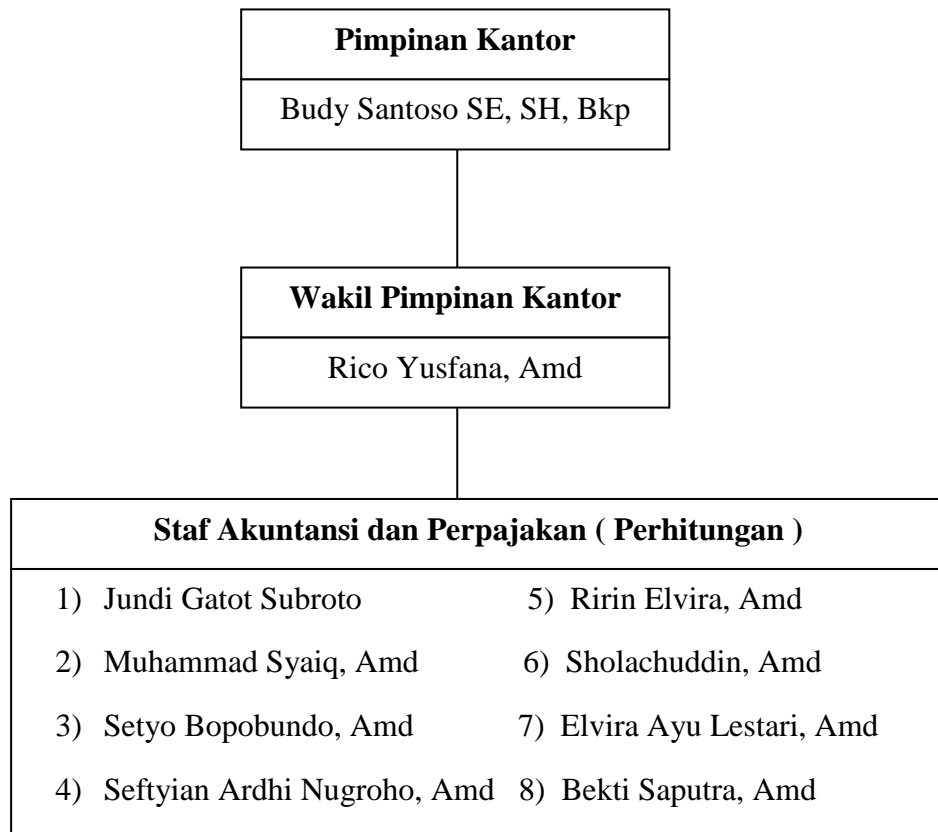 Pimpinan Kantor
Budy Santoso SE, SH, Bkp
Wakil Pimpinan Kantor
Rico Yusfana, Amd
Staf Akuntansi dan Perpajakan ( Perhitungan )
1) Jundi Gatot Subroto
2) Muhammad Syaiq, Amd
3) Setyo Bopobundo, Amd
4) Seftyian Ardhi Nugroho, Amd
5) Ririn Elvira, Amd
6) Sholachuddin, Amd
7) Elvira Ayu Lestari, Amd
8) Bekti Saputra, Amd